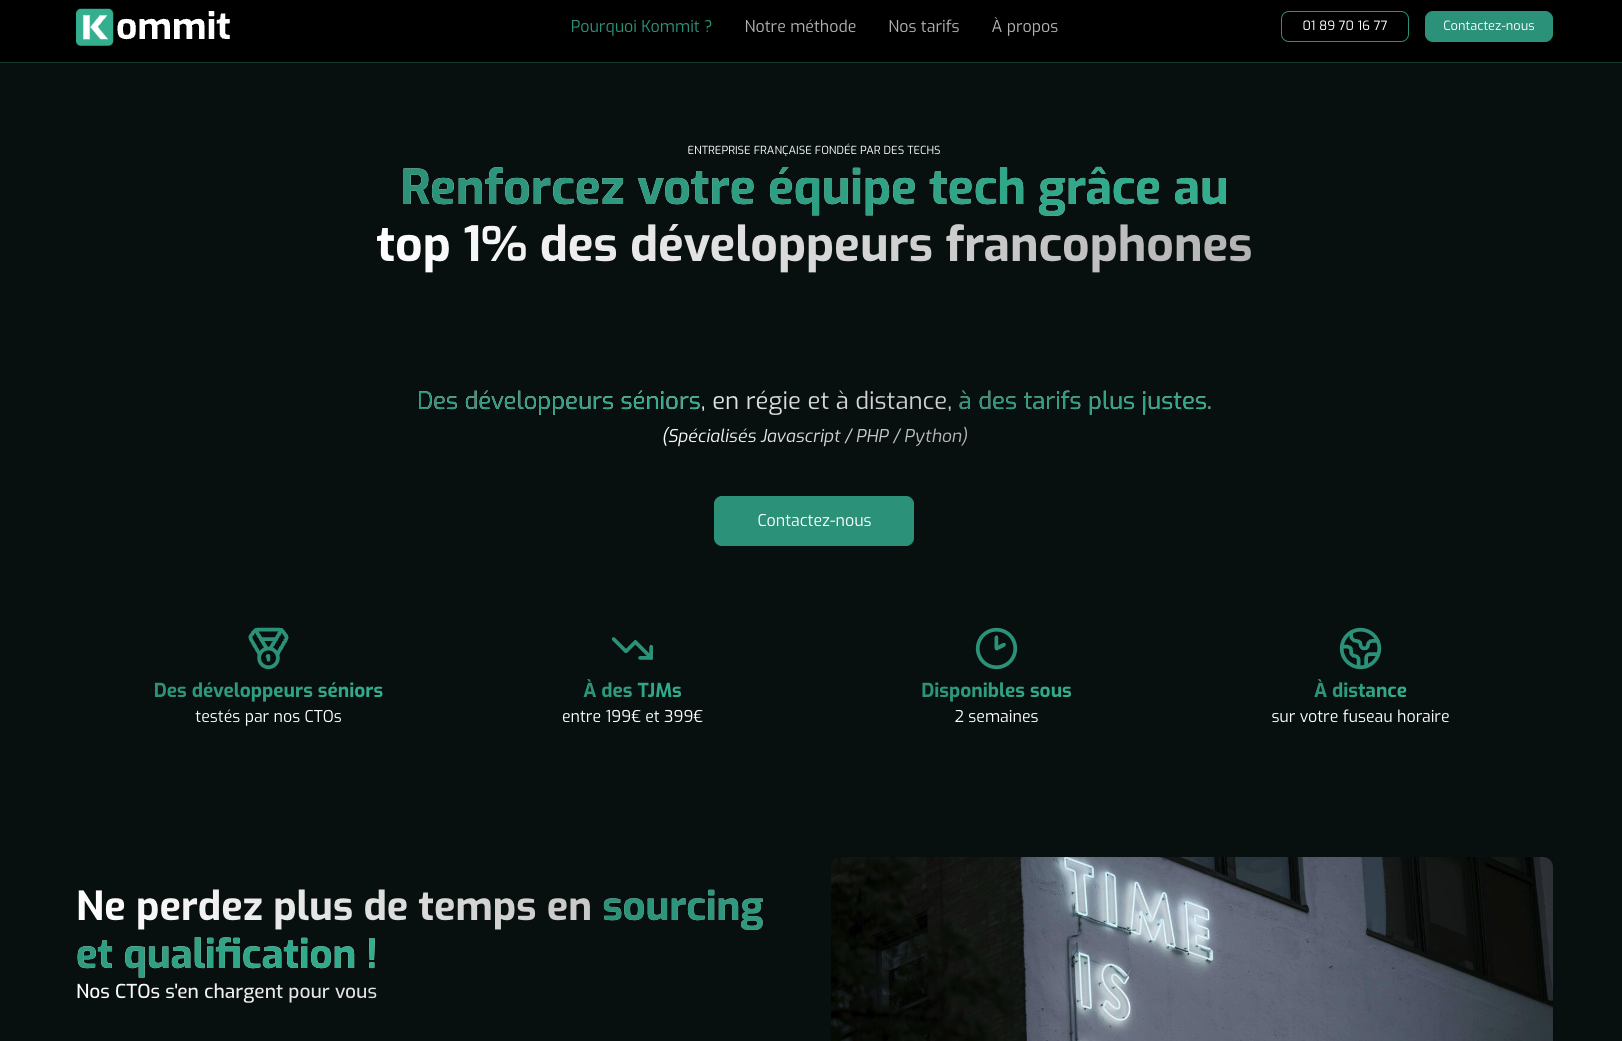 Kommit
Pourquoi Kommit ?
Notre méthode
Nos tarifs
À propos
01 89 70 16 77
Contactez-nous
ENTREPRISE FRANÇAISE FONDÉE PAR DES TECHS
Renforcez votre équipe tech grâce au
top 1% des développeurs francophones
Des développeurs séniors, en régie et à distance, à des tarifs plus justes.
(Spécialisés Javascript / PHP / Python)
Contactez-nous
Des développeurs séniors
testés par nos CTOs
À des TJMs
entre 199€ et 399€
Disponibles sous
2 semaines
À distance
sur votre fuseau horaire
Ne perdez plus de temps en sourcing
et qualification !
Nos CTOs s'en chargent pour vous
TIME
IS